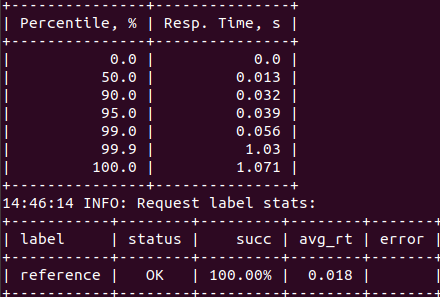 +---------------+---------------+
| Percentile, % | Resp. Time, s |
+---------------+---------------+
|           0.0 |           0.0 |
|          50.0 |         0.013 |
|          90.0 |         0.032 |
|          95.0 |         0.039 |
|          99.0 |         0.056 |
|          99.9 |          1.03 |
|         100.0 |         1.071 |
+---------------+---------------+
14:46:14 INFO: Request label stats:
+-----------+--------+---------+--------+-------+
| label     | status |    succ | avg_rt | error |
+-----------+--------+---------+--------+-------+
| reference |   OK   | 100.00% |  0.018 |       |
+-----------+--------+---------+--------+-------+